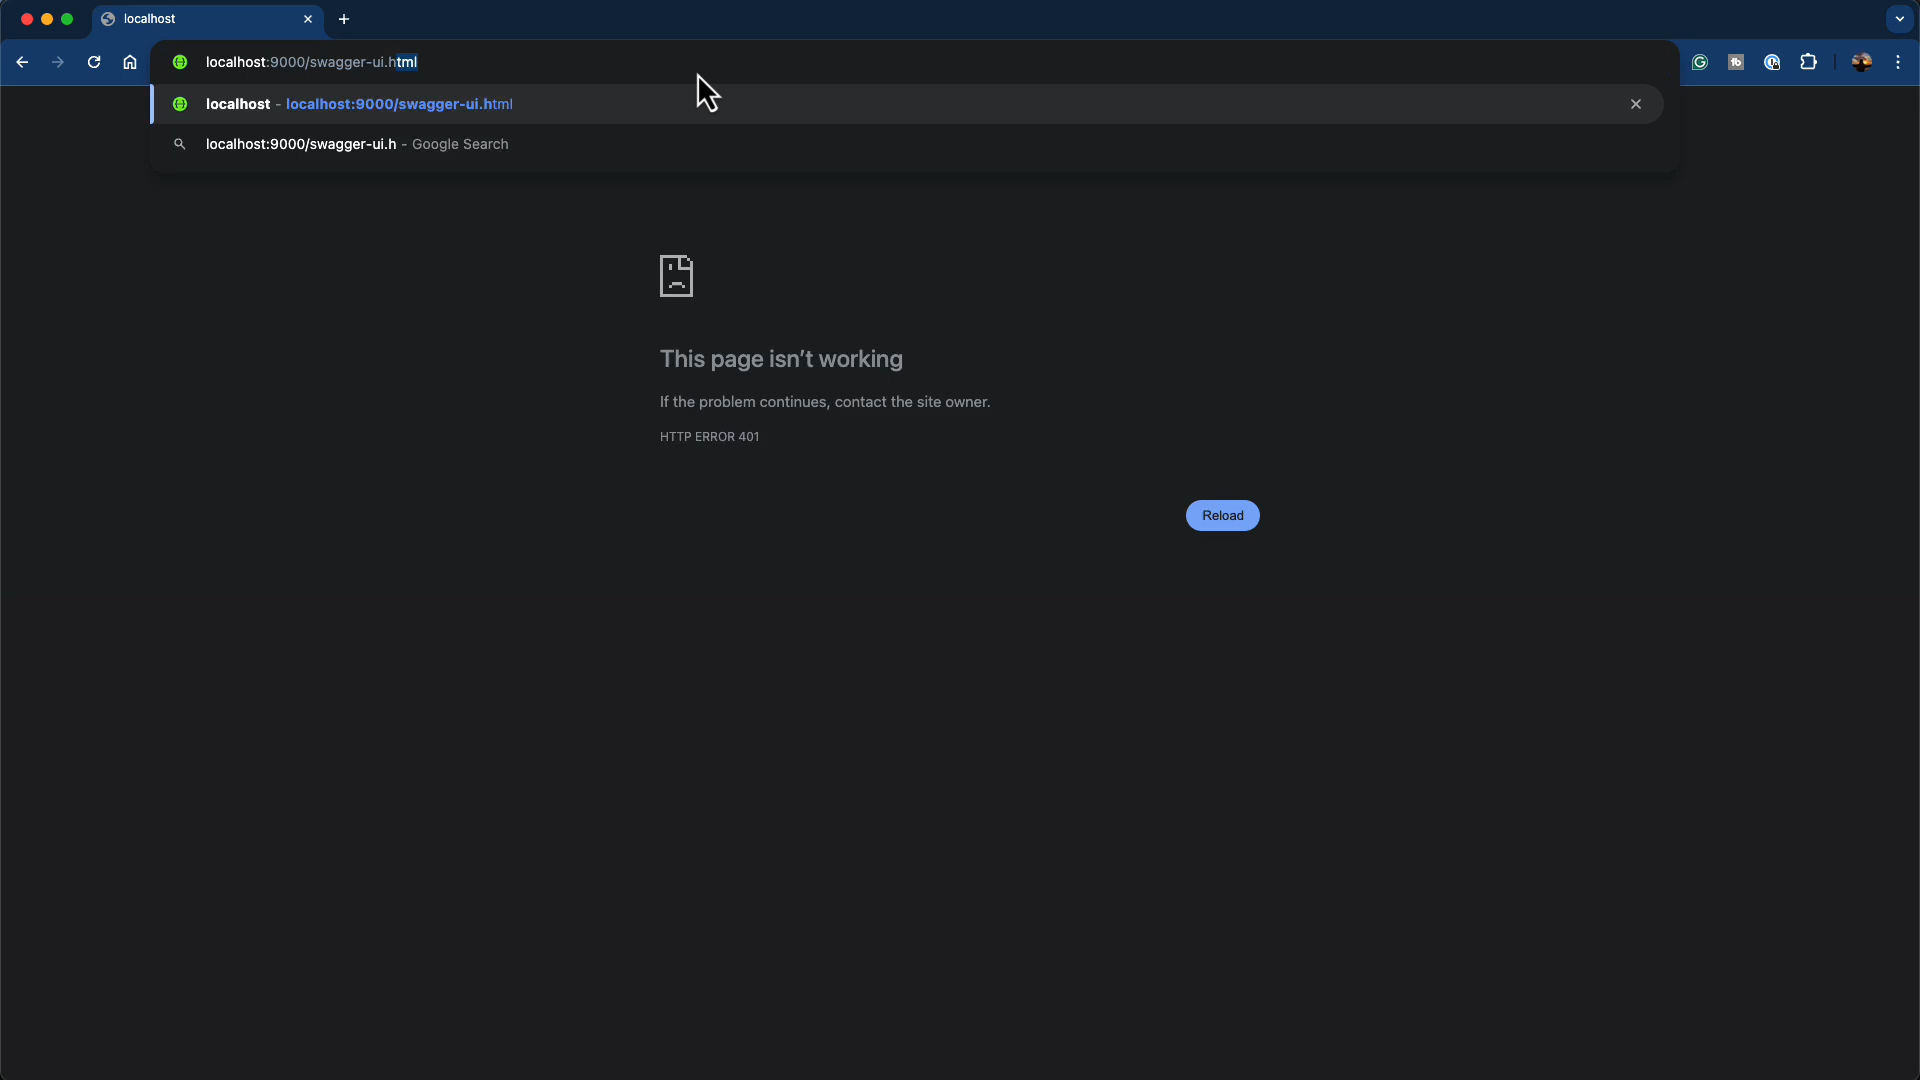 localhost
localhost:9000/swagger-ui.html
localhost - localhost:9000/swagger-ui.html
localhost:9000/swagger-ui.h - Google Search
This page isn’t working
If the problem continues, contact the site owner.
HTTP ERROR 401
Reload